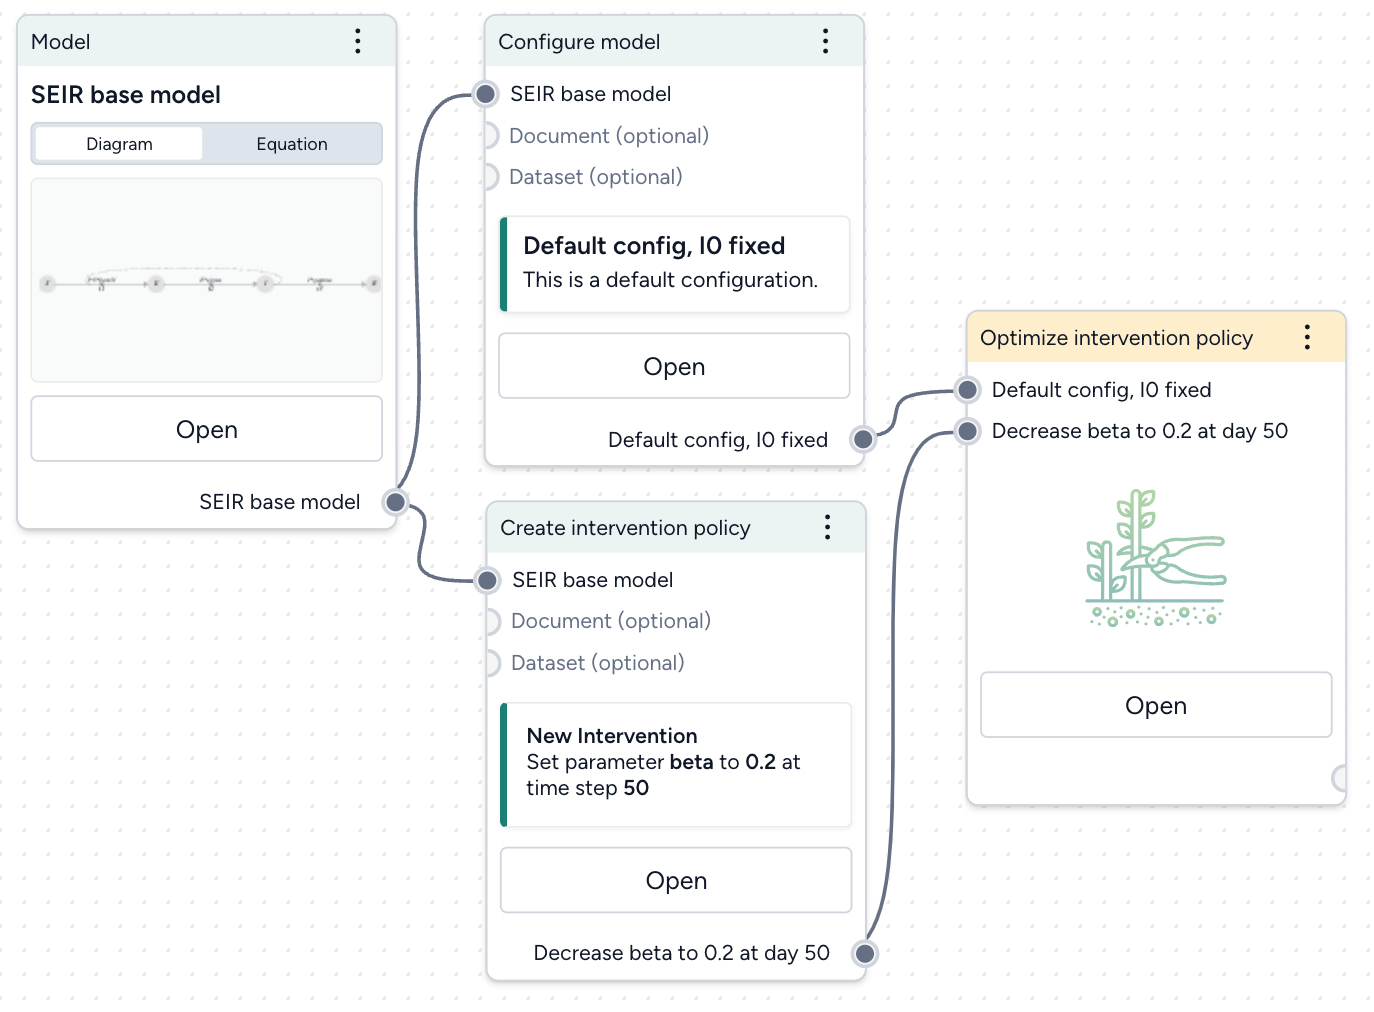 Model
SEIR base model
Diagram
Equation
Open
SEIR base model
Configure model
SEIR base model
Document (optional)
Dataset (optional)
Default config, I0 fixed
This is a default configuration.
Open
Default config, I0 fixed
Create intervention policy
SEIR base model
Document (optional)
Dataset (optional)
New Intervention
Set parameter beta to 0.2 at
time step 50
Open
Decrease beta to 0.2 at day 50
Optimize intervention policy
Default config, I0 fixed
Decrease beta to 0.2 at day 50
Open